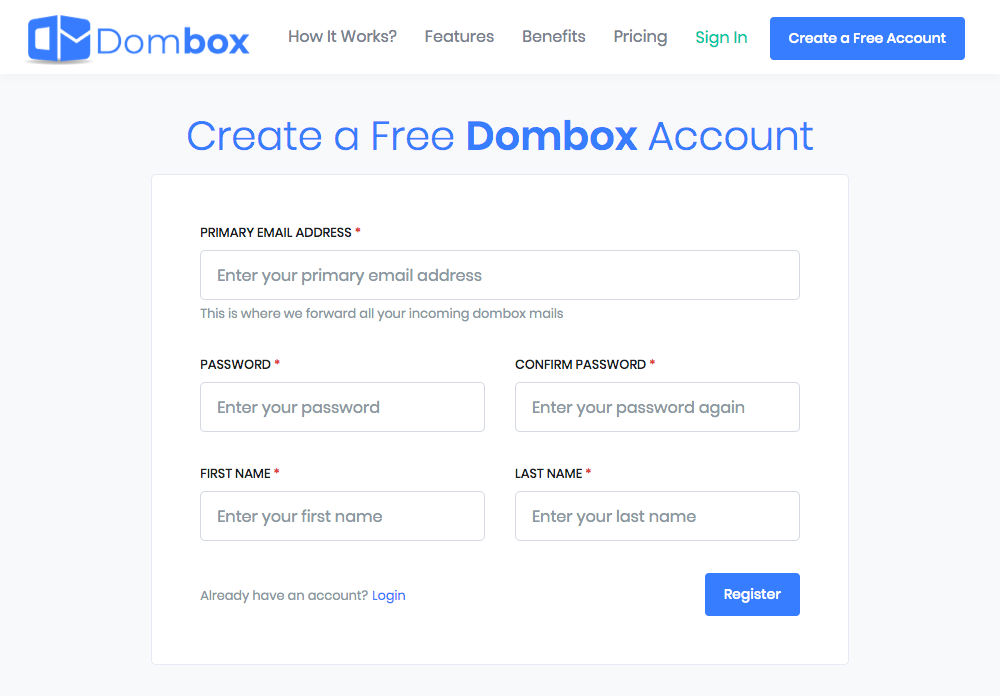 Dombox How It Works? Features Benefits Pricing Sign In Create a Free Account
Create a Free Dombox Account
PRIMARY EMAIL ADDRESS *
Enter your primary email address
This is where we forward all your incoming dombox mails
PASSWORD * CONFIRM PASSWORD *
Enter your password Enter your password again
FIRST NAME * LAST NAME *
Enter your first name Enter your last name
Already have an account? Login Register